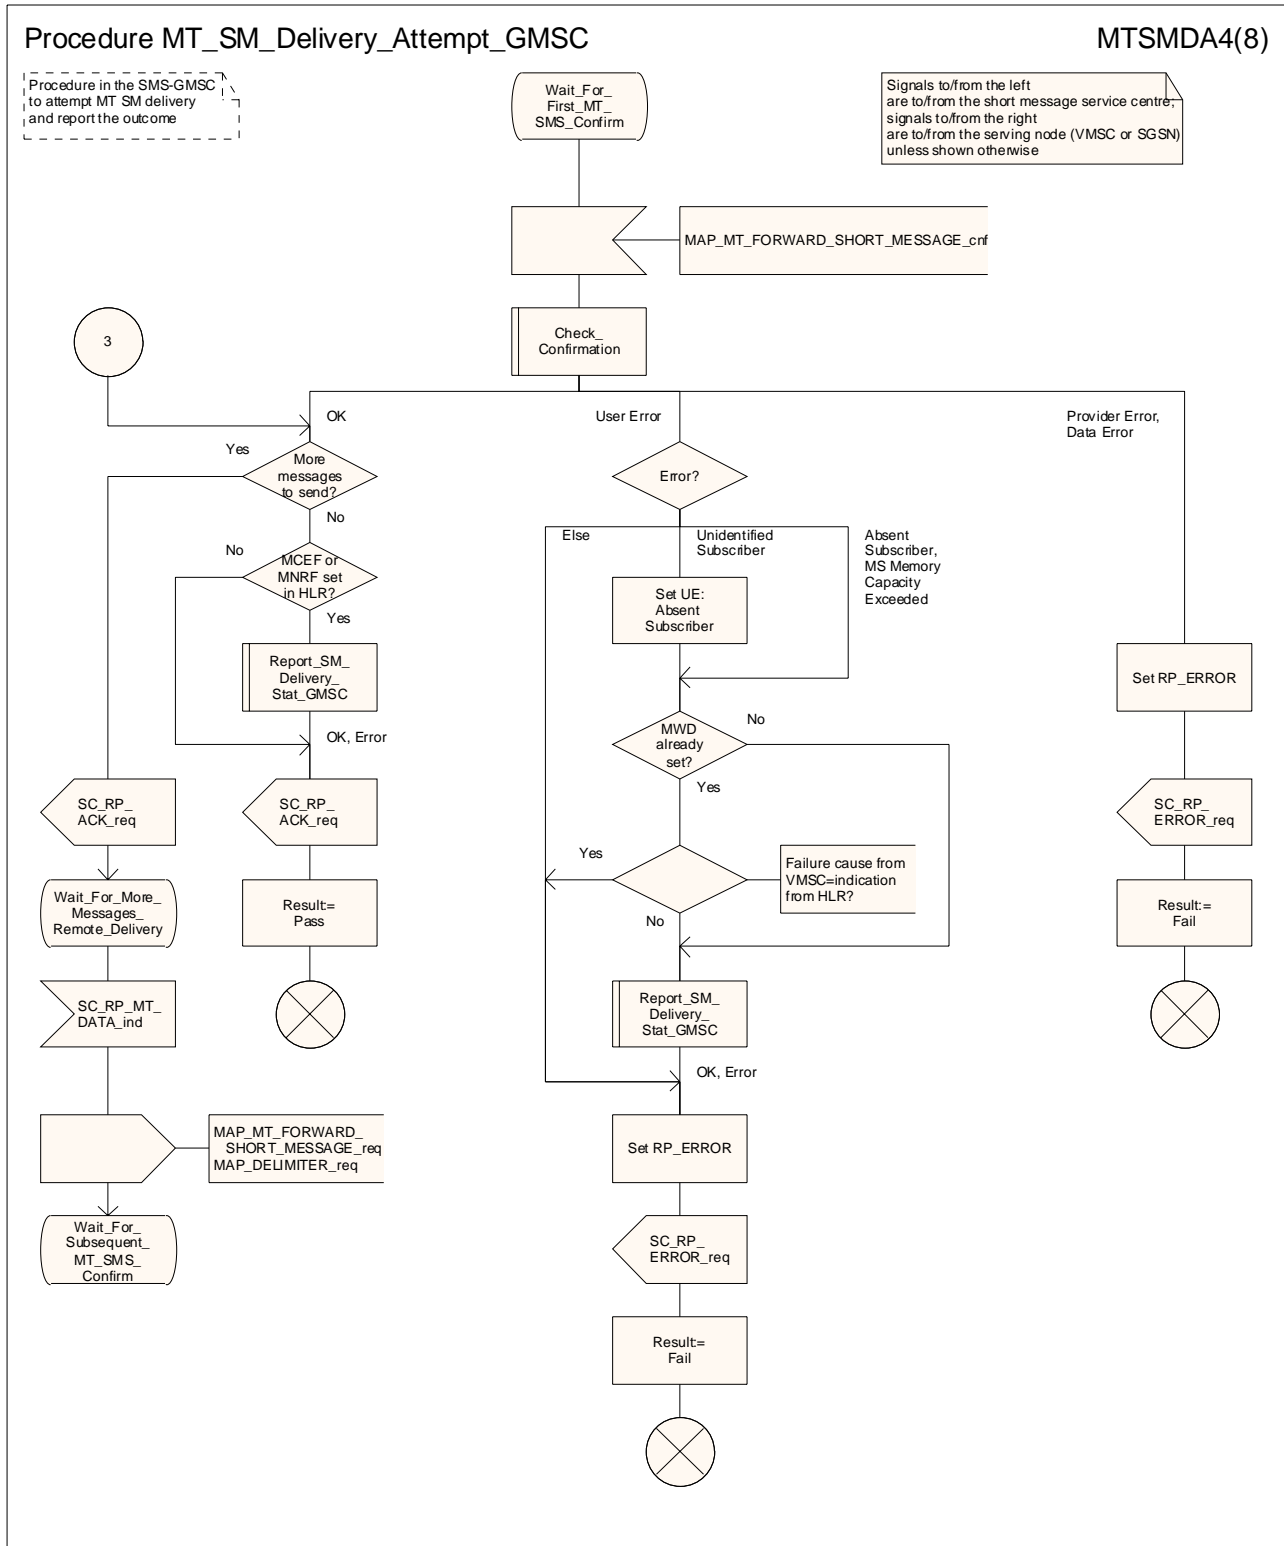 Procedure MT_SM_Delivery_Attempt_GMSC
MTSMDA4(8)
Procedure in the SMS-GMSC
to attempt MT SM delivery
and report the outcome
Wait_For_
First_MT_
SMS_Confirm
Signals to/from the left
are to/from the short message service centre;
signals to/from the right
are to/from the serving node (VMSC or SGSN)
unless shown otherwise
MAP_MT_FORWARD_SHORT_MESSAGE_cnf
Check_
Confirmation
3
OK
User Error
Provider Error,
Data Error
Yes
More
messages
to send?
Error?
No
Else
Unidentified
Subscriber
Absent
Subscriber,
MS Memory
Capacity
Exceeded
No
MCEF or
MNRF set
in HLR?
Yes
Set UE:
Absent
Subscriber
Report_SM_
Delivery_
Stat_GMSC
Set RP_ERROR
OK, Error
MWD
already
set?
No
Yes
SC_RP_
ACK_req
SC_RP_
ACK_req
SC_RP_
ERROR_req
Yes
Failure cause from
VMSC=indication
from HLR?
No
Wait_For_More_
Messages_
Remote_Delivery
Result:=
Pass
Result:=
Fail
SC_RP_MT_
DATA_ind
Report_SM_
Delivery_
Stat_GMSC
OK, Error
MAP_MT_FORWARD_
SHORT_MESSAGE_req
MAP_DELIMITER_req
Set RP_ERROR
Wait_For_
Subsequent_
MT_SMS_
Confirm
SC_RP_
ERROR_req
Result:=
Fail